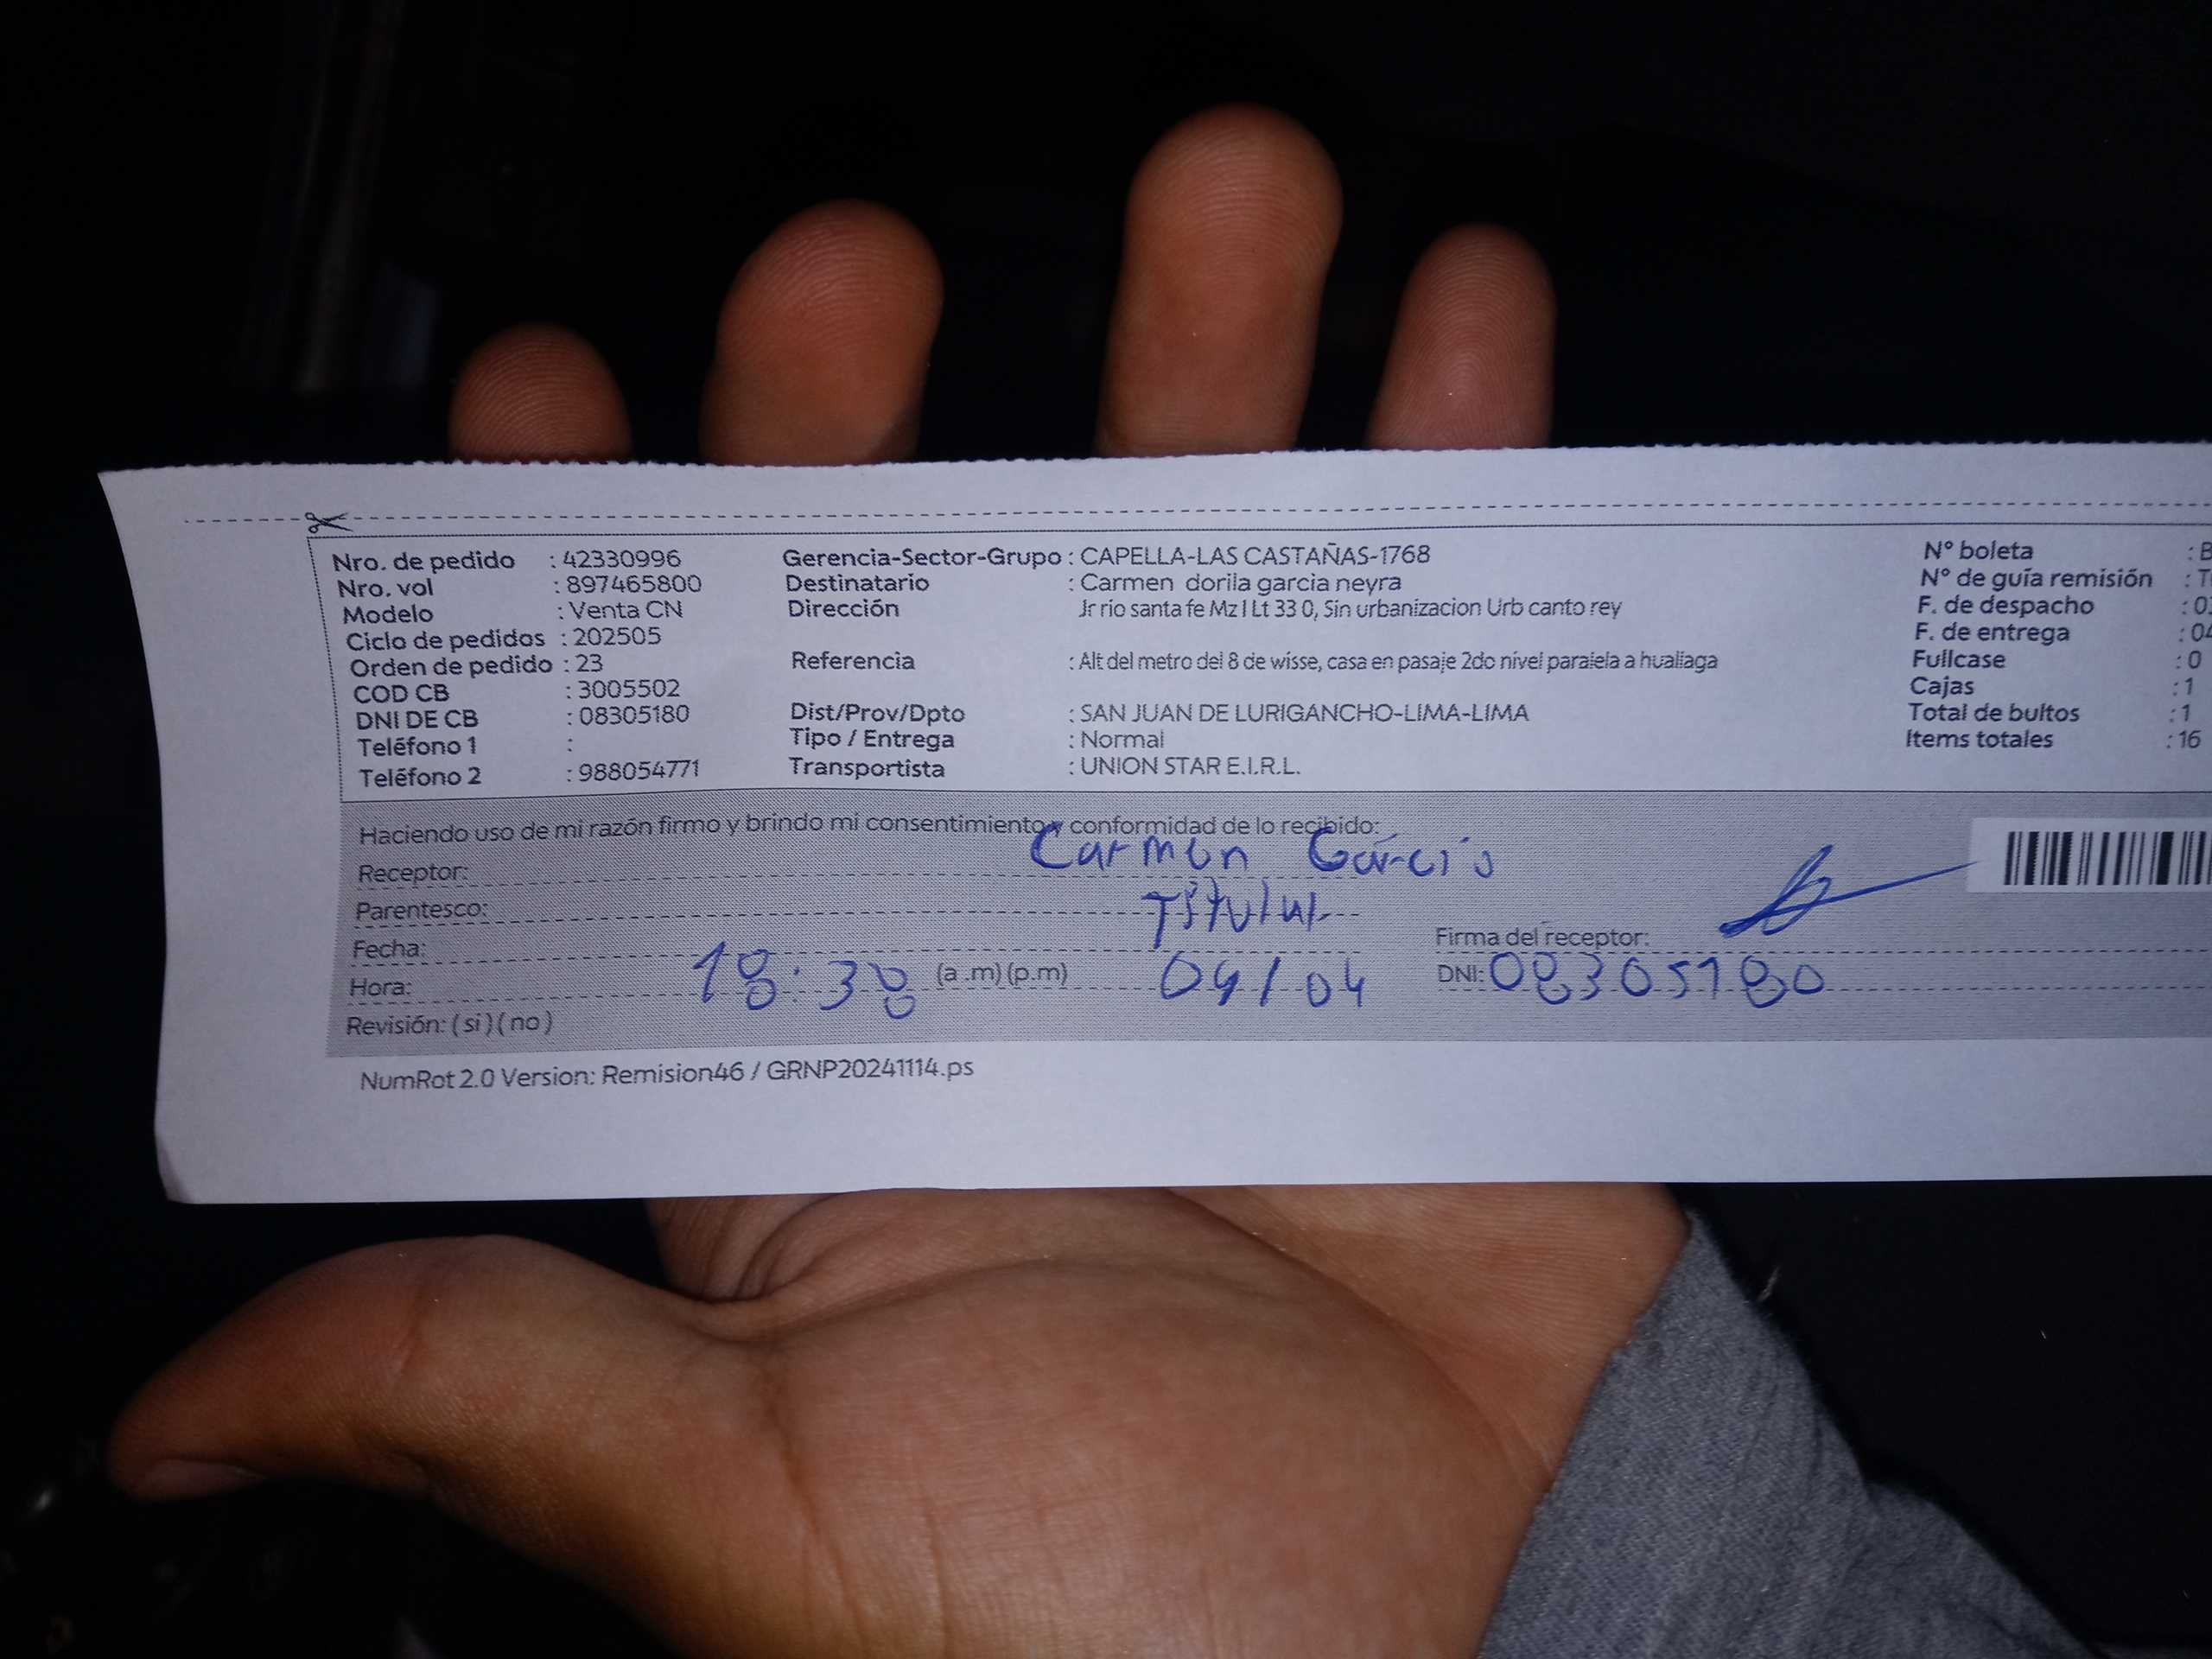 Nro. de pedido : 42330996 Gerencia-Sector-Grupo : CAPELLA-LAS CASTAÑAS-1768 N° boleta : B
Nro. vol : 897465800 Destinatario : Carmen dorila garcia neyra N° de guía remisión : T
Modelo : Venta CN Dirección Jr rio santa fe Mz I Lt 33 0, Sin urbanizacion Urb canto rey F. de despacho : 0
Ciclo de pedidos : 202505 F. de entrega : 04
Orden de pedido : 23 Referencia : Alt del metro del 8 de wisse, casa en pasaje 2do nivel paralela a huallaga Fullcase : 0
COD CB : 3005502 Cajas : 1
DNI DE CB : 08305180 Dist/Prov/Dpto : SAN JUAN DE LURIGANCHO-LIMA-LIMA Total de bultos : 1
Teléfono 1 : Tipo / Entrega : Normal Items totales : 16
Teléfono 2 : 988054771 Transportista : UNION STAR E.I.R.L.
Haciendo uso de mi razón firmo y brindo mi consentimiento y conformidad de lo recibido:
Receptor: Carmen Garcia
Parentesco: Titular
Fecha: Firma del receptor:
Hora: 18:38 (a.m)(p.m) 04/04 DNI: 08305180
Revisión: (si)(no)
NumRot 2.0 Version: Remision46 / GRNP20241114.ps